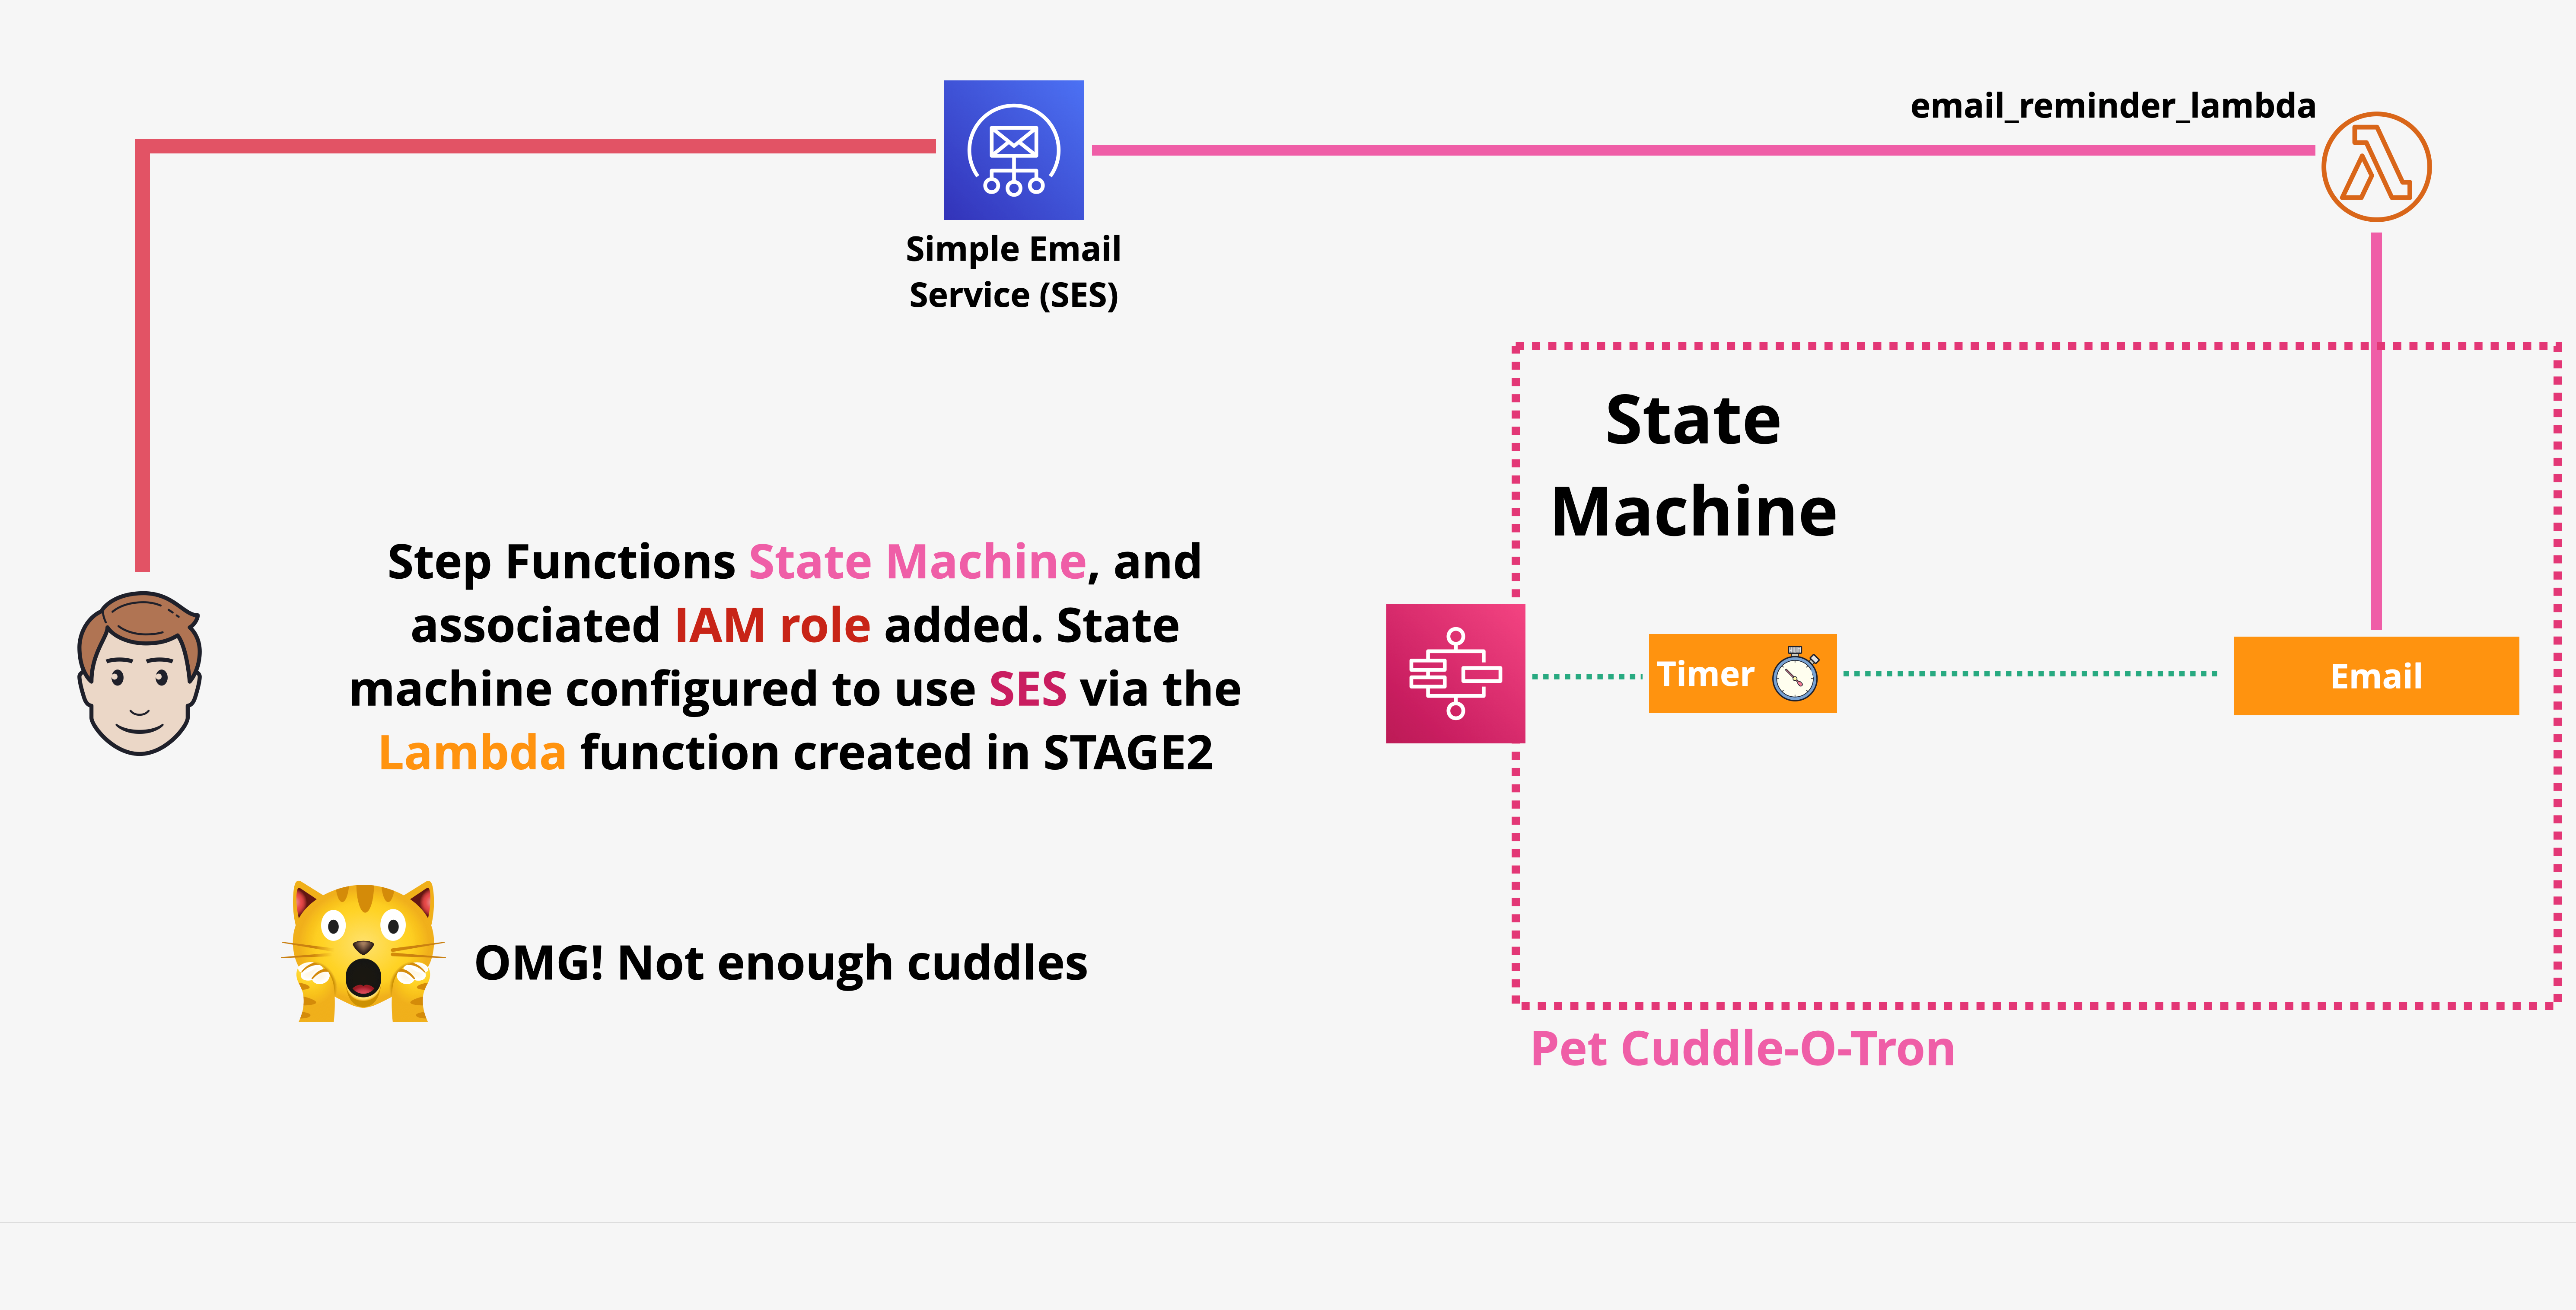 email_reminder_lambda
Simple Email
Service (SES)
State
Machine
Step Functions State Machine, and
associated IAM role added. State
machine configured to use SES via the
Lambda function created in STAGE2
Timer
Email
OMG! Not enough cuddles
Pet Cuddle-O-Tron